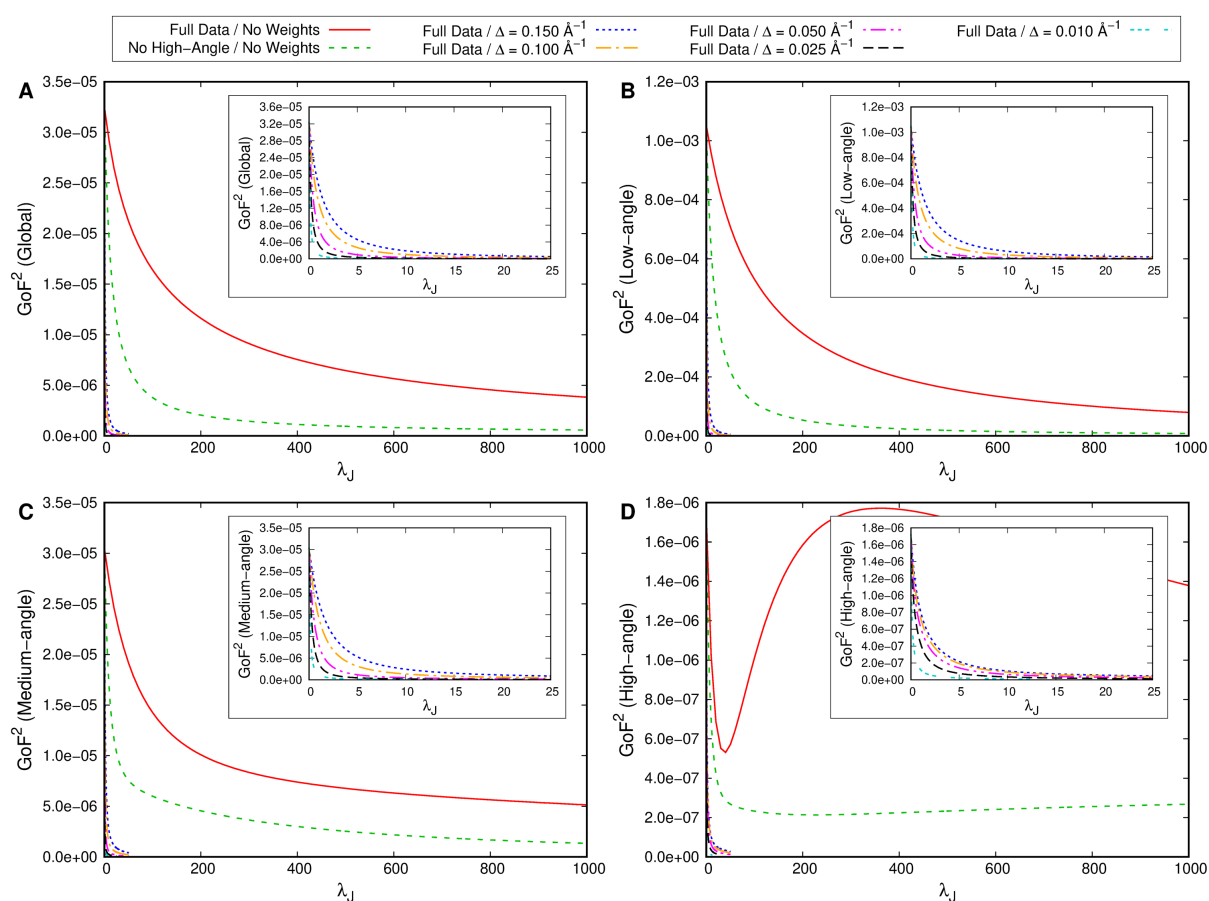 Full Data / No Weights
No High−Angle / No Weights
Full Data / Δ = 0.150 Å⁻¹
Full Data / Δ = 0.100 Å⁻¹
Full Data / Δ = 0.050 Å⁻¹
Full Data / Δ = 0.025 Å⁻¹
Full Data / Δ = 0.010 Å⁻¹
A
GoF² (Global)
3.5e−05
3.0e−05
2.5e−05
2.0e−05
1.5e−05
1.0e−05
5.0e−06
0.0e+00
0 200 400 600 800 1000
λ_J
GoF² (Global)
3.6e−05
3.2e−05
2.8e−05
2.4e−05
2.0e−05
1.6e−05
1.2e−05
8.0e−06
4.0e−06
0.0e+00
0 5 10 15 20 25
λ_J
B
GoF² (Low−angle)
1.2e−03
1.0e−03
8.0e−04
6.0e−04
4.0e−04
2.0e−04
0.0e+00
0 200 400 600 800 1000
λ_J
GoF² (Low−angle)
1.2e−03
1.0e−03
8.0e−04
6.0e−04
4.0e−04
2.0e−04
0.0e+00
0 5 10 15 20 25
λ_J
C
GoF² (Medium−angle)
3.5e−05
3.0e−05
2.5e−05
2.0e−05
1.5e−05
1.0e−05
5.0e−06
0.0e+00
0 200 400 600 800 1000
λ_J
GoF² (Medium−angle)
3.5e−05
3.0e−05
2.5e−05
2.0e−05
1.5e−05
1.0e−05
5.0e−06
0.0e+00
0 5 10 15 20 25
λ_J
D
GoF² (High−angle)
1.8e−06
1.6e−06
1.4e−06
1.2e−06
1.0e−06
8.0e−07
6.0e−07
4.0e−07
2.0e−07
0.0e+00
0 200 400 600 800 1000
λ_J
GoF² (High−angle)
1.8e−06
1.6e−06
1.4e−06
1.2e−06
1.0e−06
8.0e−07
6.0e−07
4.0e−07
2.0e−07
0.0e+00
0 5 10 15 20 25
λ_J